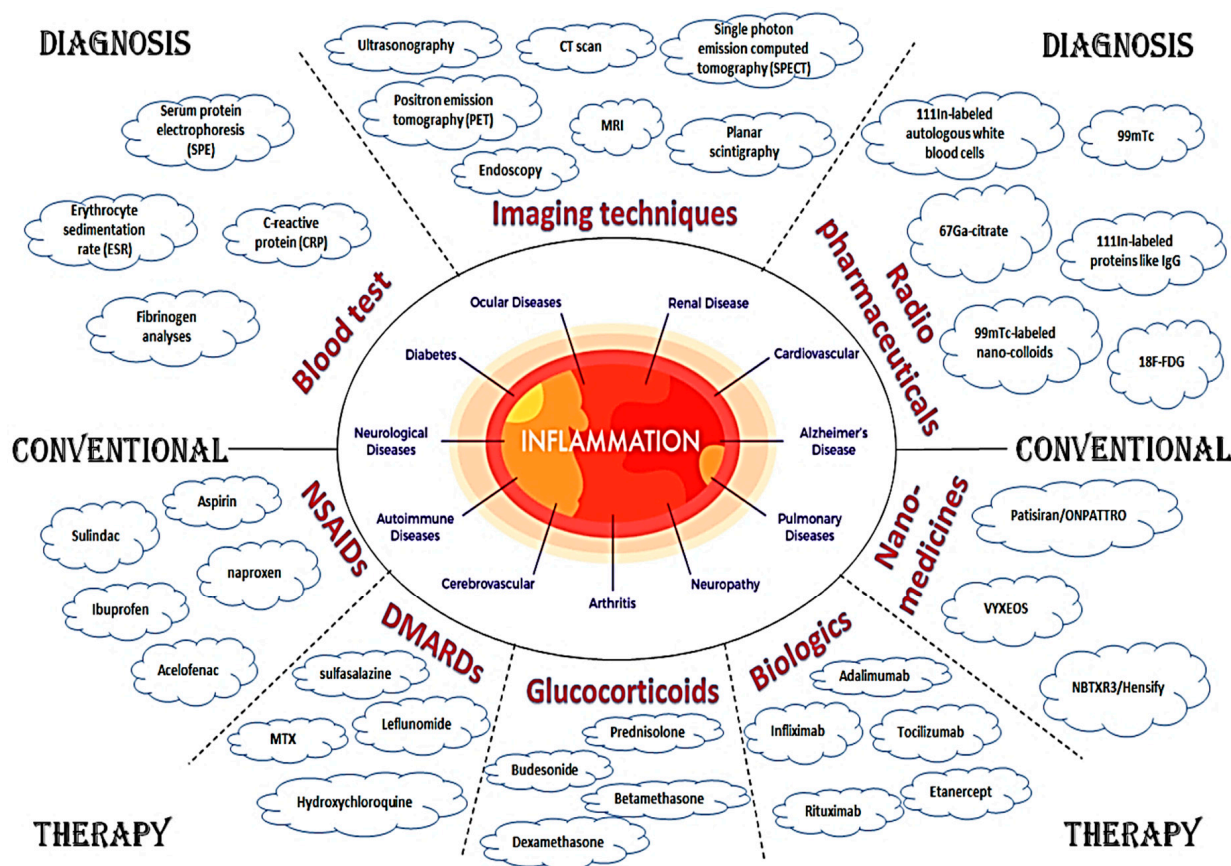 DIAGNOSIS
Serum protein
electrophoresis
(SPE)
Erythrocyte
sedimentation
rate (ESR)
C-reactive
protein (CRP)
Fibrinogen
analyses
Blood test
Ultrasonography
CT scan
Single photon
emission computed
tomography (SPECT)
Positron emission
tomography (PET)
MRI
Planar
scintigraphy
Endoscopy
Imaging techniques
DIAGNOSIS
111In-labeled
autologous white
blood cells
99mTc
67Ga-citrate
111In-labeled
proteins like IgG
99mTc-labeled
nano-colloids
18F-FDG
Radio
pharmaceuticals
Ocular Diseases
Renal Disease
Diabetes
Cardiovascular
Neurological
Diseases
INFLAMMATION
Alzheimer's
Disease
Autoimmune
Diseases
Pulmonary
Diseases
Cerebrovascular
Arthritis
Neuropathy
CONVENTIONAL
NSAIDs
Aspirin
Sulindac
naproxen
Ibuprofen
Acelofenac
DMARDs
sulfasalazine
Leflunomide
MTX
Hydroxychloroquine
Glucocorticoids
Prednisolone
Budesonide
Betamethasone
Dexamethasone
Biologics
Adalimumab
Infliximab
Tocilizumab
Etanercept
Rituximab
CONVENTIONAL
Nano-
medicines
Patisiran/ONPATTRO
VYXEOS
NBTXR3/Hensify
THERAPY
THERAPY